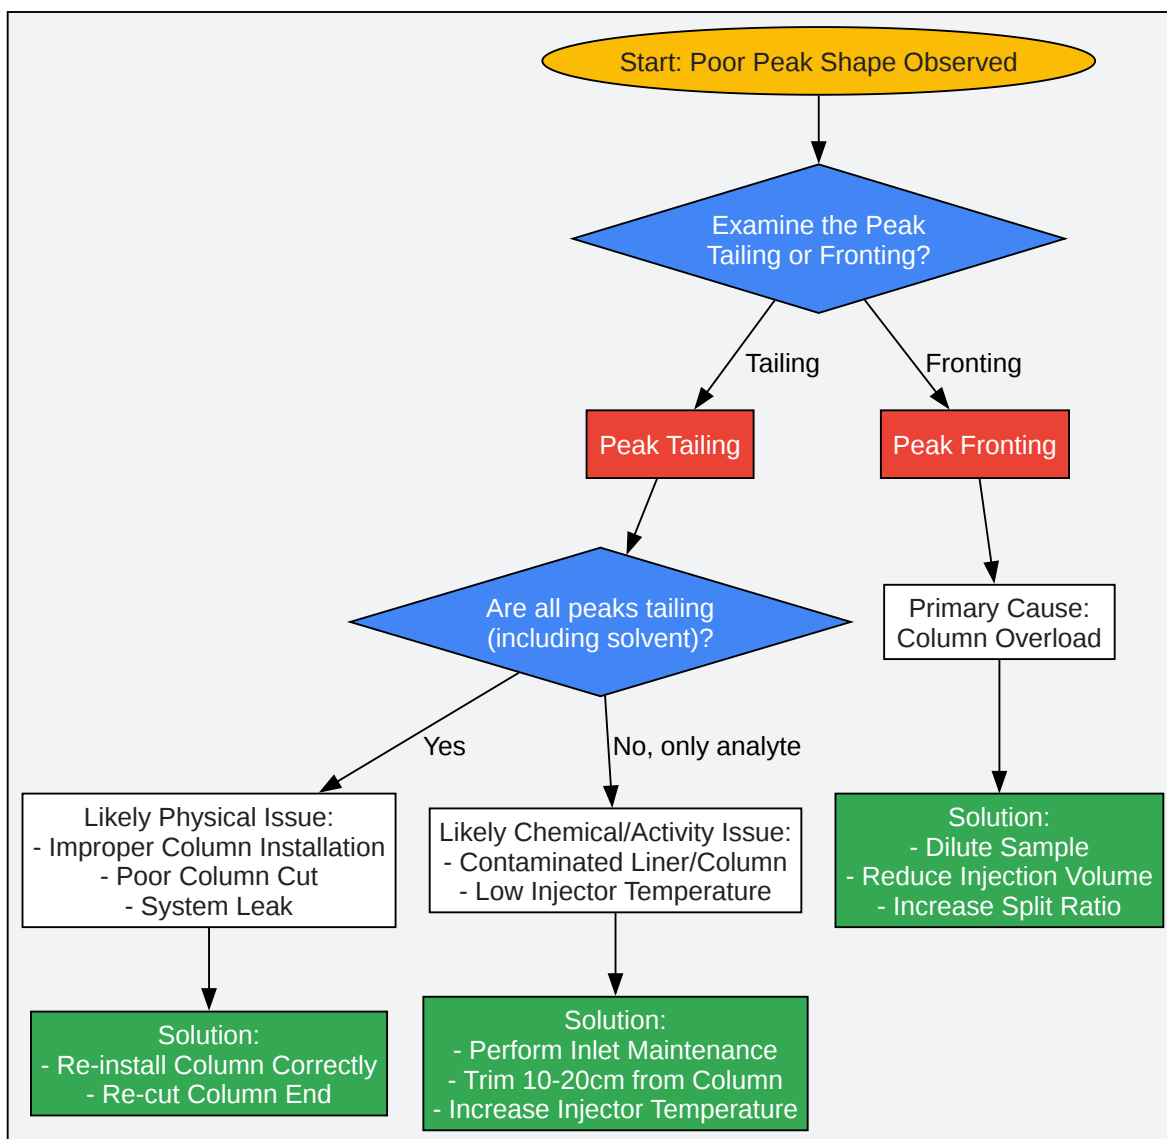 Start: Poor Peak Shape Observed
Examine the Peak
Tailing or Fronting?
Tailing
Fronting
Peak Tailing
Peak Fronting
Are all peaks tailing
(including solvent)?
Primary Cause:
Column Overload
Yes
No, only analyte
Likely Physical Issue:
- Improper Column Installation
- Poor Column Cut
- System Leak
Likely Chemical/Activity Issue:
- Contaminated Liner/Column
- Low Injector Temperature
Solution:
- Dilute Sample
- Reduce Injection Volume
- Increase Split Ratio
Solution:
- Re-install Column Correctly
- Re-cut Column End
Solution:
- Perform Inlet Maintenance
- Trim 10-20cm from Column
- Increase Injector Temperature